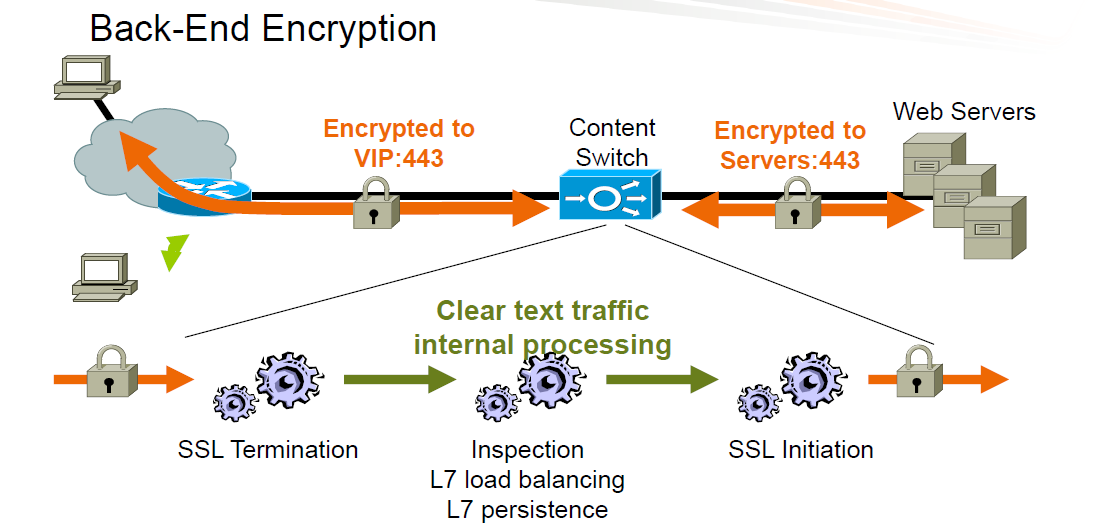 Back-End Encryption
Encrypted to
VIP:443
Content
Switch
Encrypted to
Servers:443
Web Servers
Clear text traffic
internal processing
SSL Termination
Inspection
L7 load balancing
L7 persistence
SSL Initiation